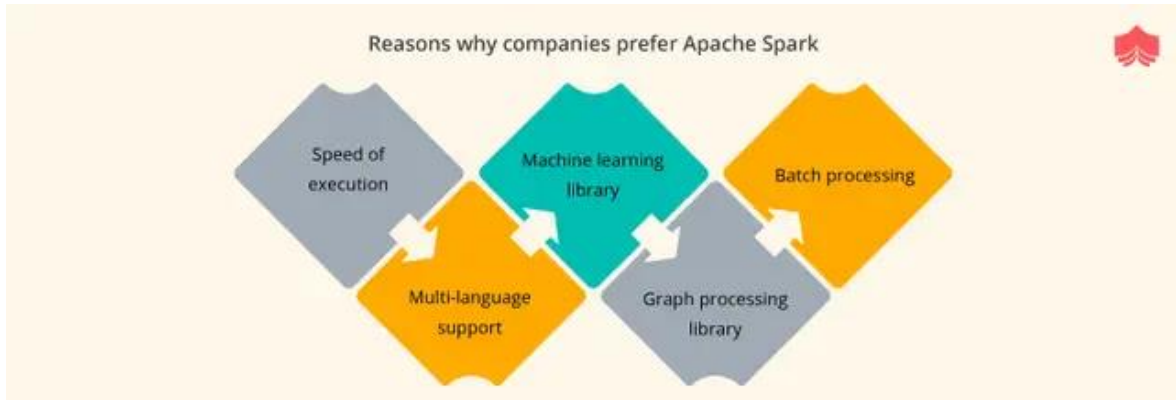 Reasons why companies prefer Apache Spark
Speed of
execution
Multi-language
support
Machine learning
library
Graph processing
library
Batch processing